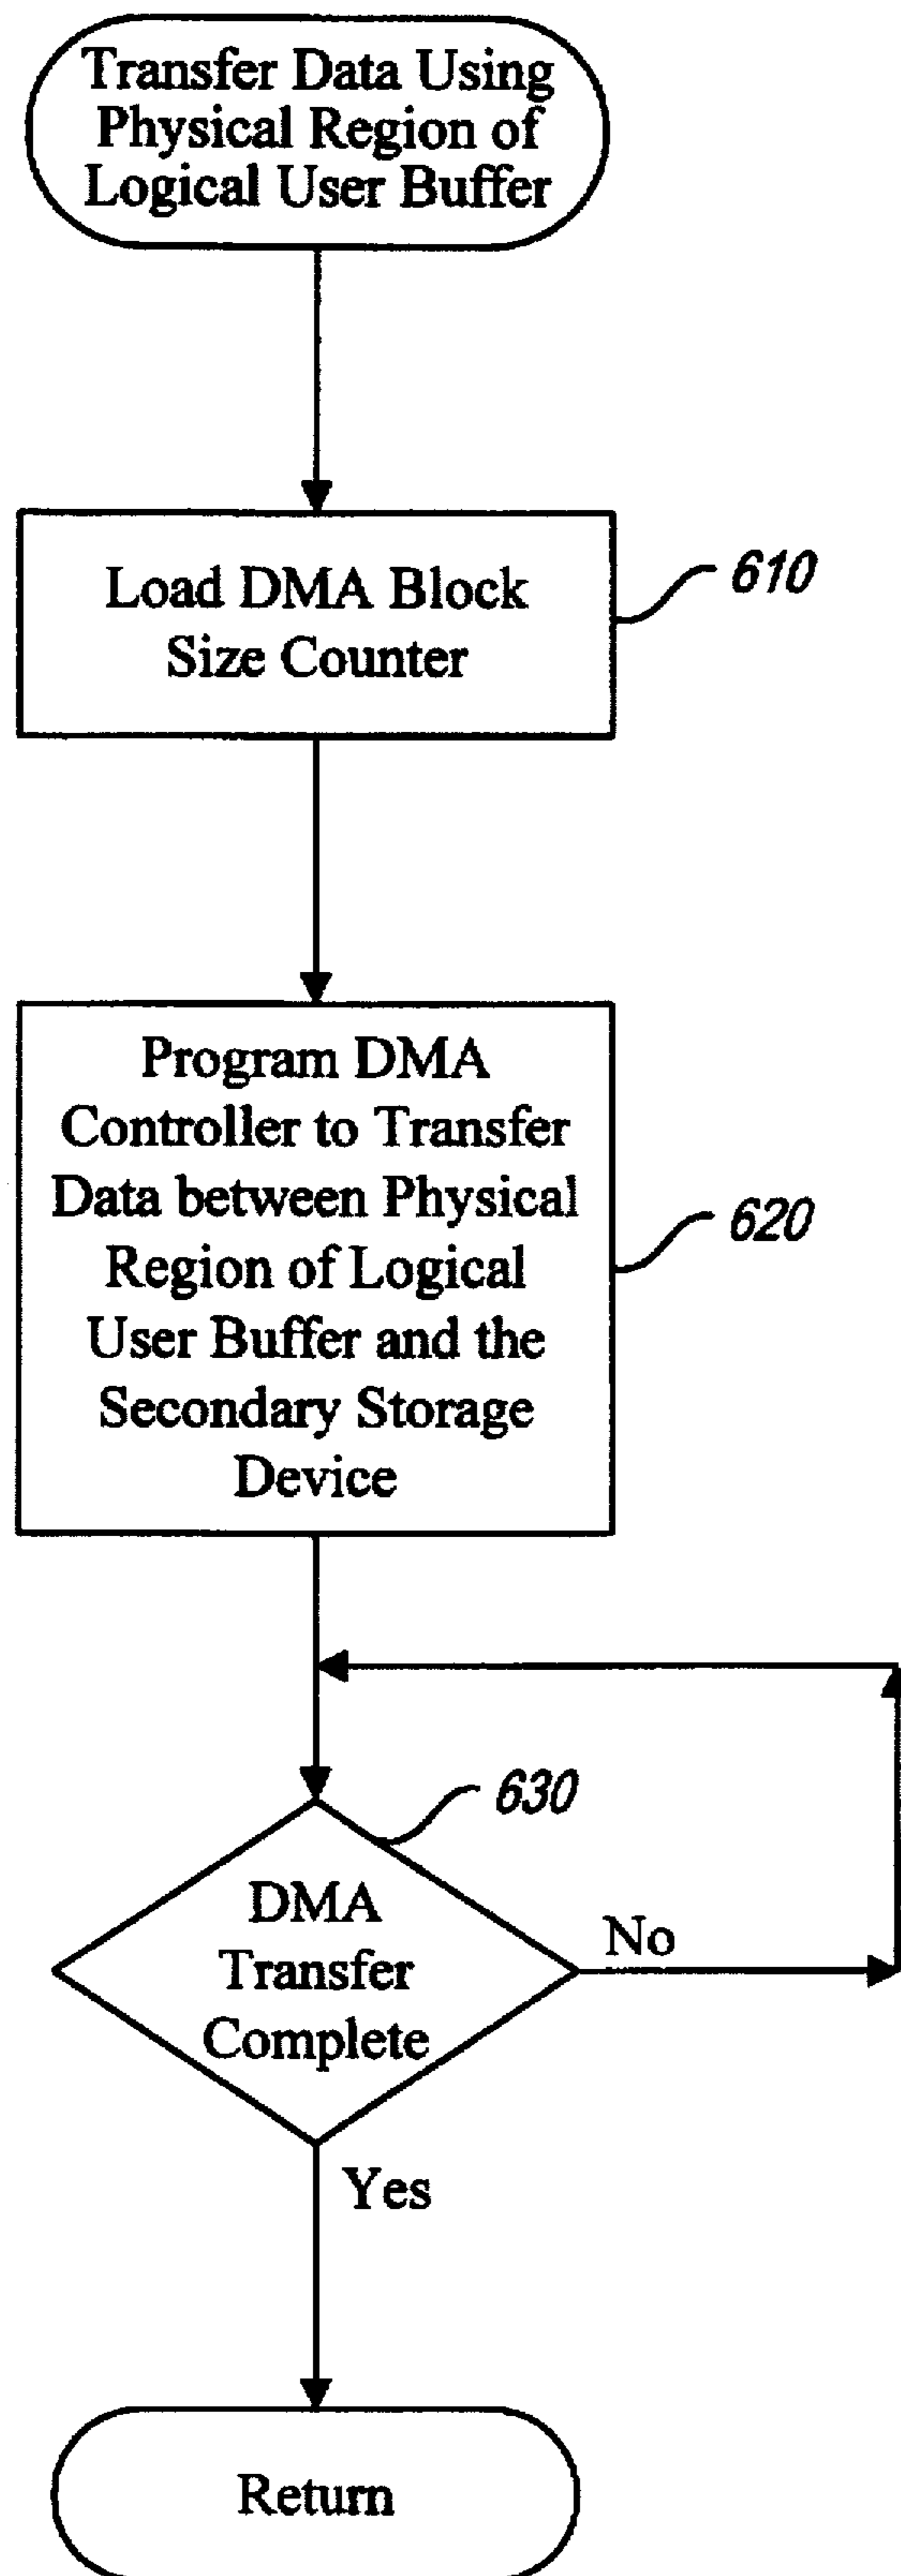 Transfer Data Using
Physical Region of
Logical User Buffer
Load DMA Block
Size Counter
610
Program DMA
Controller to Transfer
Data between Physical
Region of Logical
User Buffer and the
Secondary Storage
Device
620
630
DMA
Transfer
Complete
No
Yes
Return